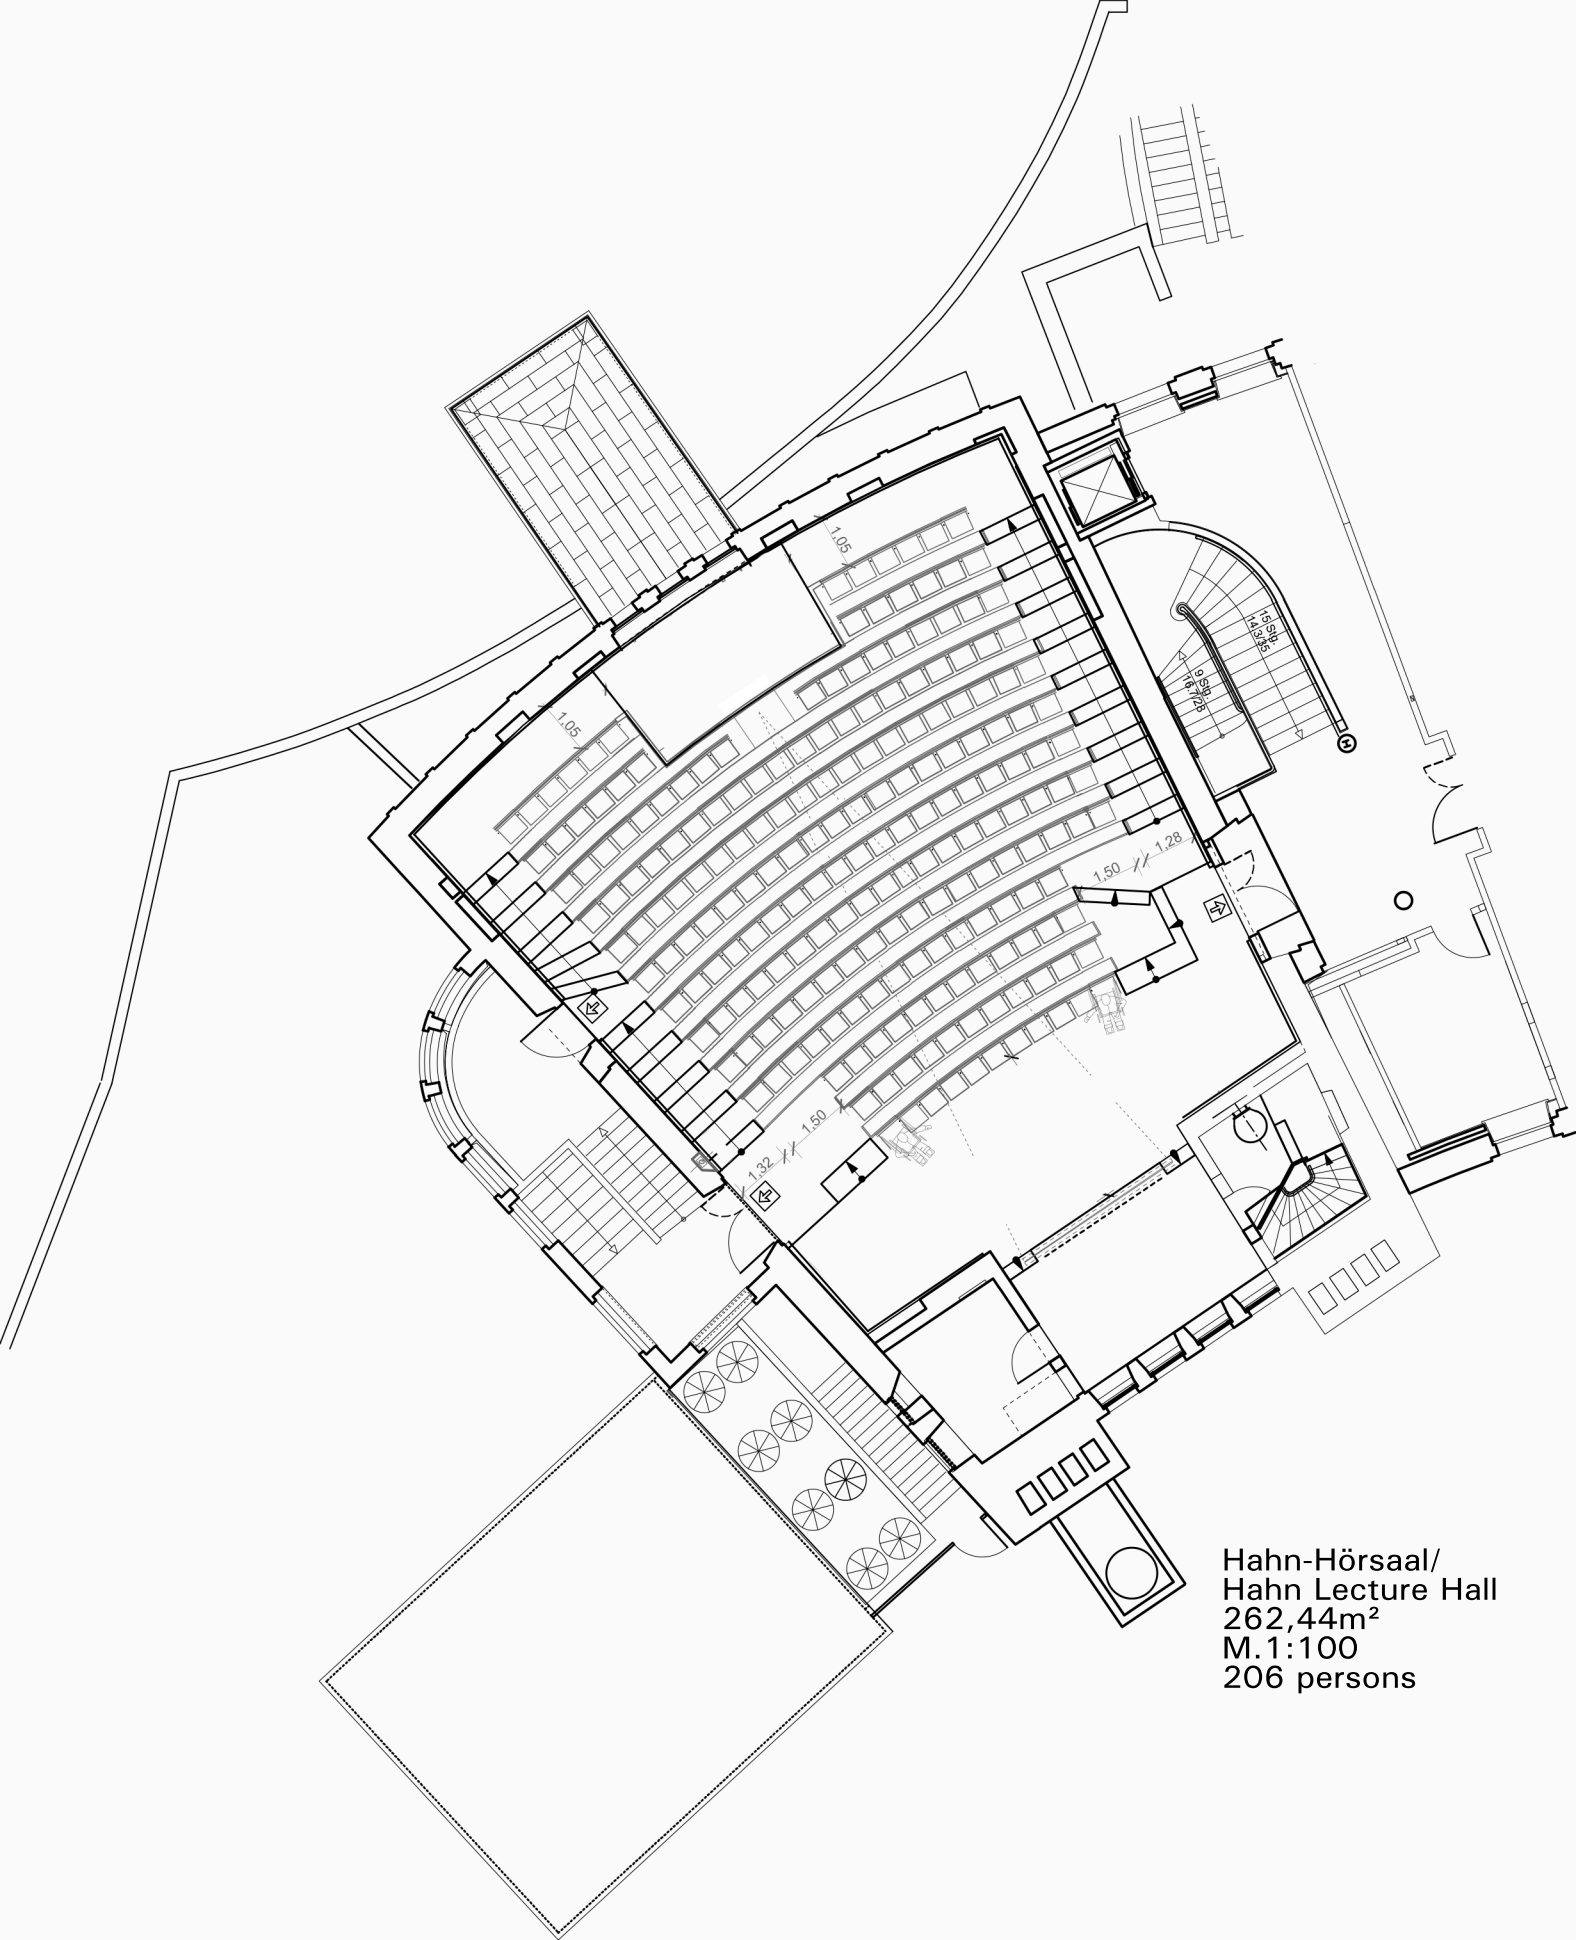 1,05
15 Stg.
14,3/35
9 Stg.
16,7/28
H
1,05
1,28
1,50
1,50
1,32
Hahn-Hörsaal/
Hahn Lecture Hall
262,44m²
M.1:100
206 persons